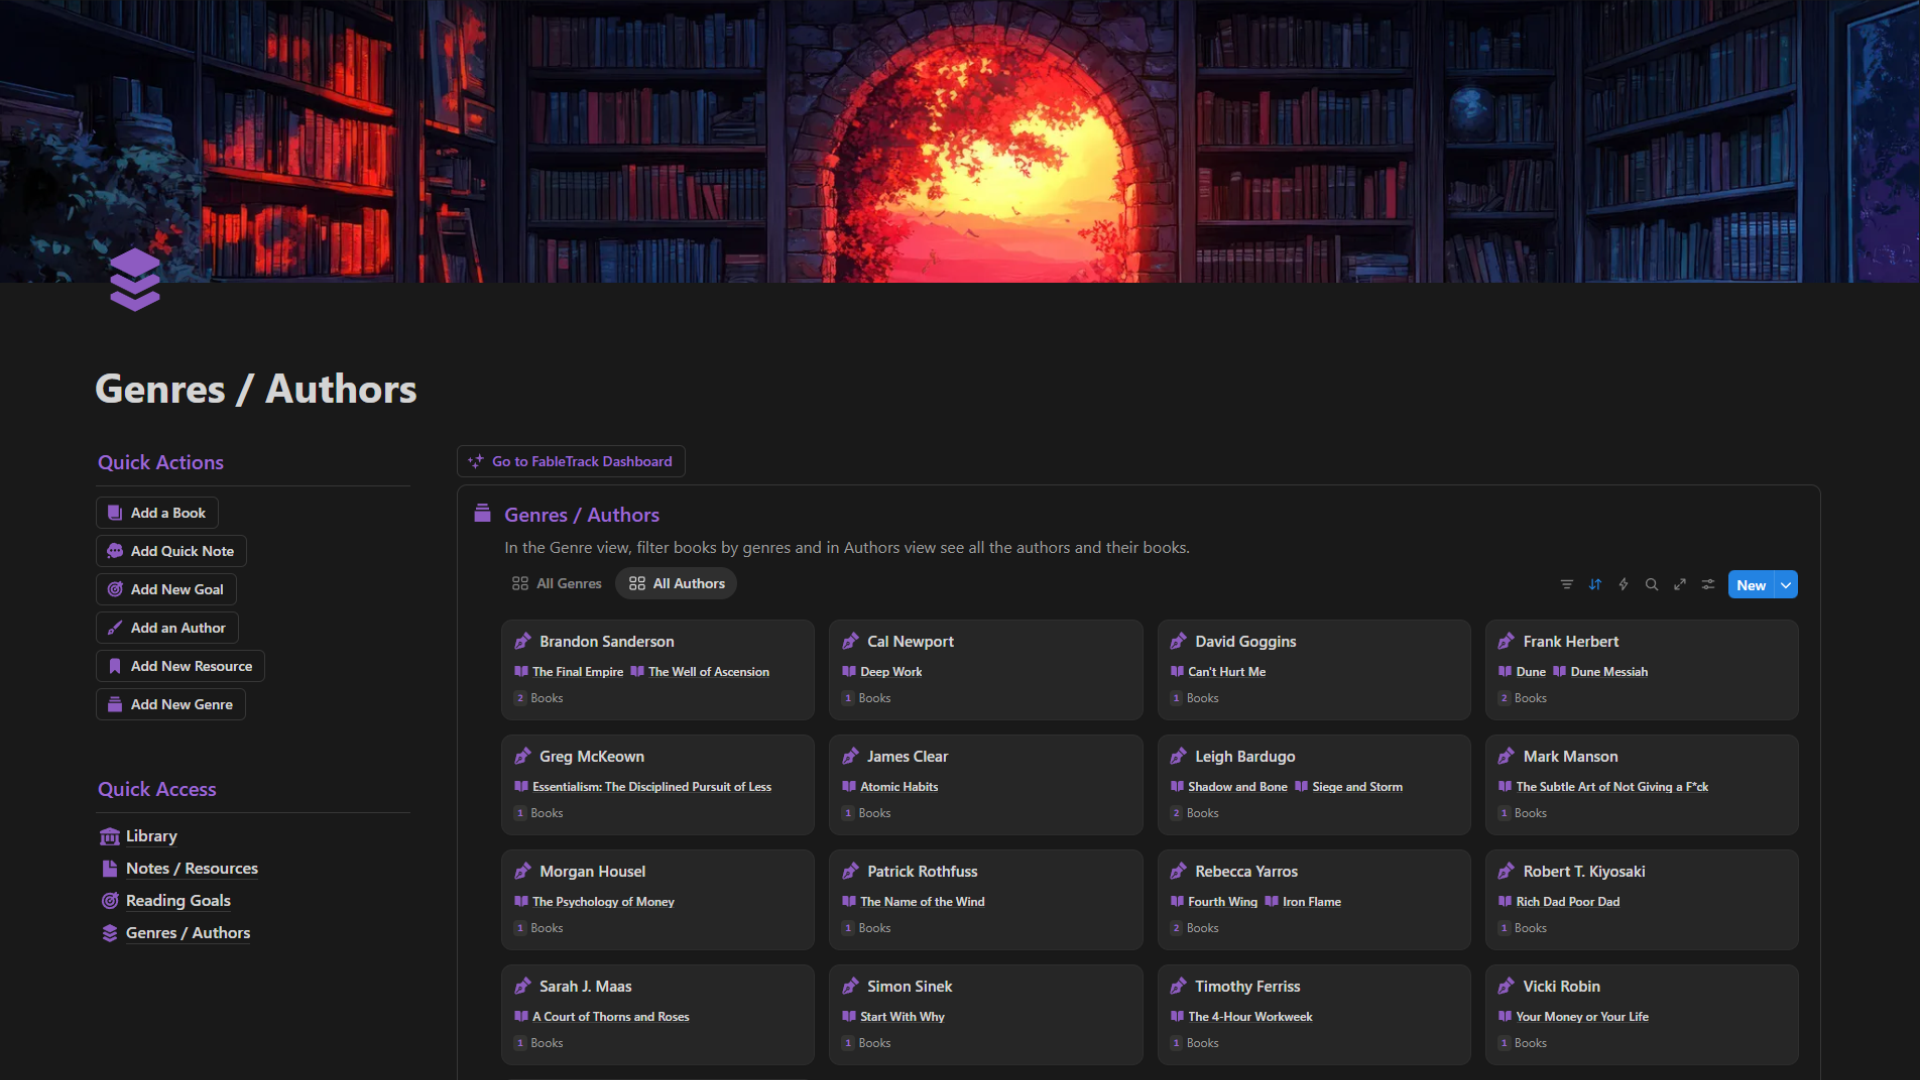 Genres / Authors
Quick Actions
Add a Book
Add Quick Note
Add New Goal
Add an Author
Add New Resource
Add New Genre
Quick Access
Library
Notes / Resources
Reading Goals
Genres / Authors
Go to FableTrack Dashboard
Genres / Authors
In the Genre view, filter books by genres and in Authors view see all the authors and their books.
All Genres All Authors
New
Brandon Sanderson
The Final Empire The Well of Ascension
2 Books
Cal Newport
Deep Work
1 Books
David Goggins
Can't Hurt Me
1 Books
Frank Herbert
Dune Dune Messiah
2 Books
Greg McKeown
Essentialism: The Disciplined Pursuit of Less
1 Books
James Clear
Atomic Habits
1 Books
Leigh Bardugo
Shadow and Bone Siege and Storm
2 Books
Mark Manson
The Subtle Art of Not Giving a F*ck
1 Books
Morgan Housel
The Psychology of Money
1 Books
Patrick Rothfuss
The Name of the Wind
1 Books
Rebecca Yarros
Fourth Wing Iron Flame
2 Books
Robert T. Kiyosaki
Rich Dad Poor Dad
1 Books
Sarah J. Maas
A Court of Thorns and Roses
1 Books
Simon Sinek
Start With Why
1 Books
Timothy Ferriss
The 4-Hour Workweek
1 Books
Vicki Robin
Your Money or Your Life
1 Books